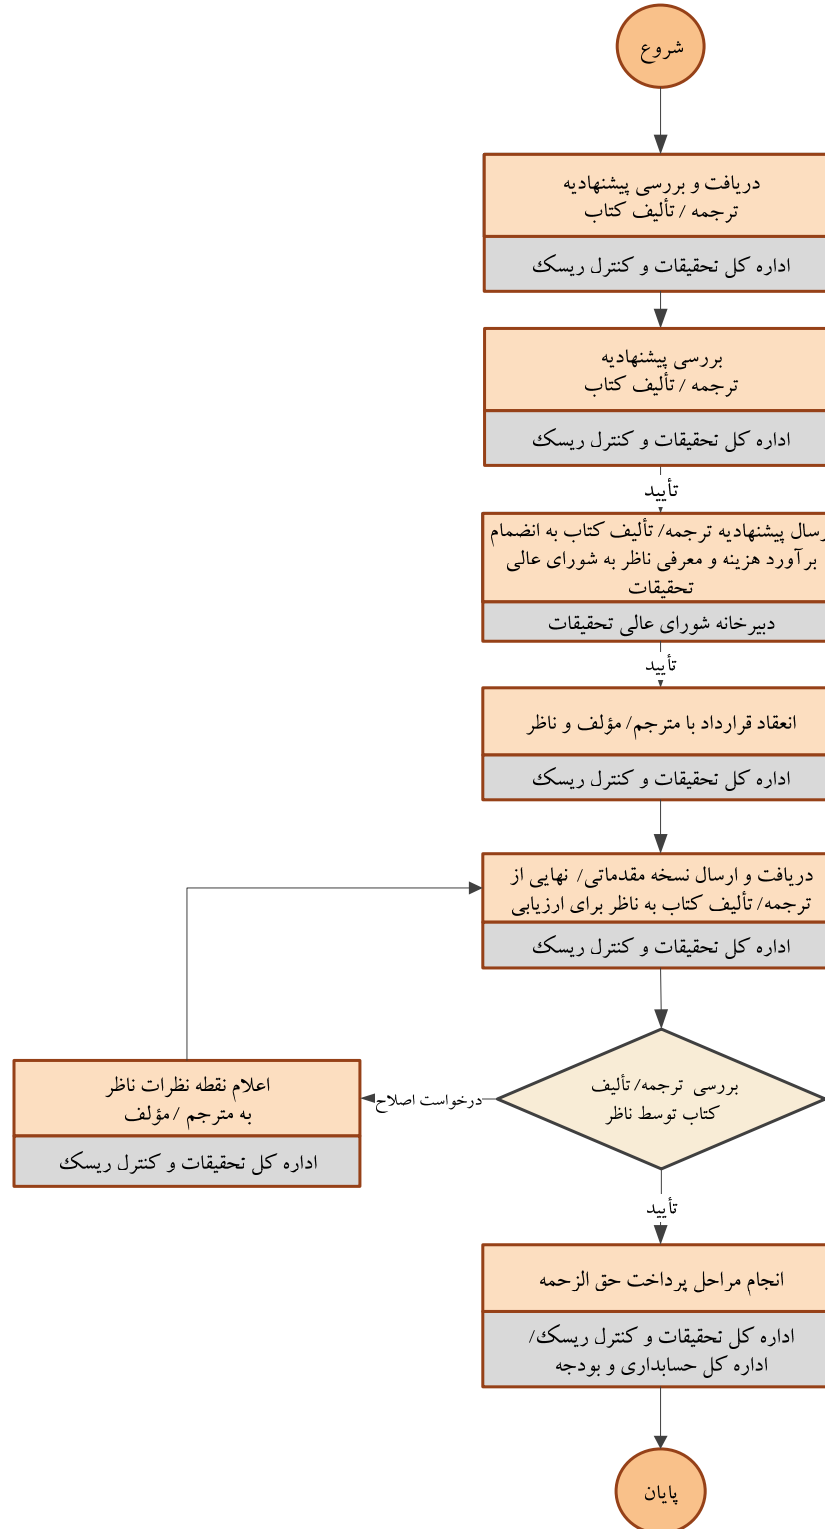 شروع
دریافت و بررسی پیشنهادیه
ترجمه / تألیف کتاب
اداره کل تحقیقات و کنترل ریسک
بررسی پیشنهادیه
ترجمه / تألیف کتاب
اداره کل تحقیقات و کنترل ریسک
تأیید
رسال پیشنهادیه ترجمه/ تألیف کتاب به انضمام
برآورد هزینه و معرفی ناظر به شورای عالی
تحقیقات
دبیرخانه شورای عالی تحقیقات
تأیید
انعقاد قرارداد با مترجم/ مؤلف و ناظر
اداره کل تحقیقات و کنترل ریسک
دریافت و ارسال نسخه مقدماتی/ نهایی از
ترجمه/ تألیف کتاب به ناظر برای ارزیابی
اداره کل تحقیقات و کنترل ریسک
بررسی ترجمه/ تألیف
کتاب توسط ناظر
درخواست اصلاح
اعلام نقطه نظرات ناظر
به مترجم / مؤلف
اداره کل تحقیقات و کنترل ریسک
تأیید
انجام مراحل پرداخت حق الزحمه
اداره کل تحقیقات و کنترل ریسک/
اداره کل حسابداری و بودجه
پایان